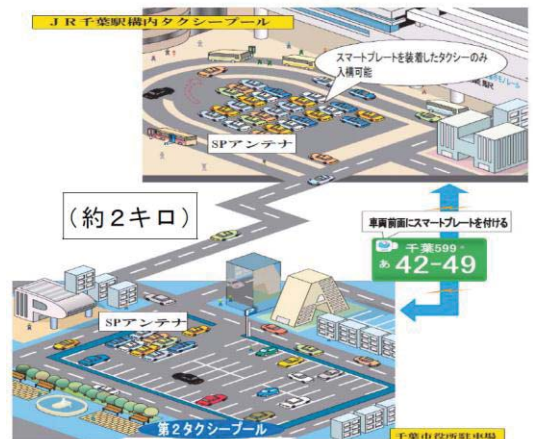 JR千葉駅構内タクシープール
スマートプレートを装着したタクシーのみ
入構可能
SPアンテナ
(約2キロ)
車両前面にスマートプレートを付ける
千葉599
あ 42-49
SPアンテナ
第2タクシープール
千葉市役所駐車場